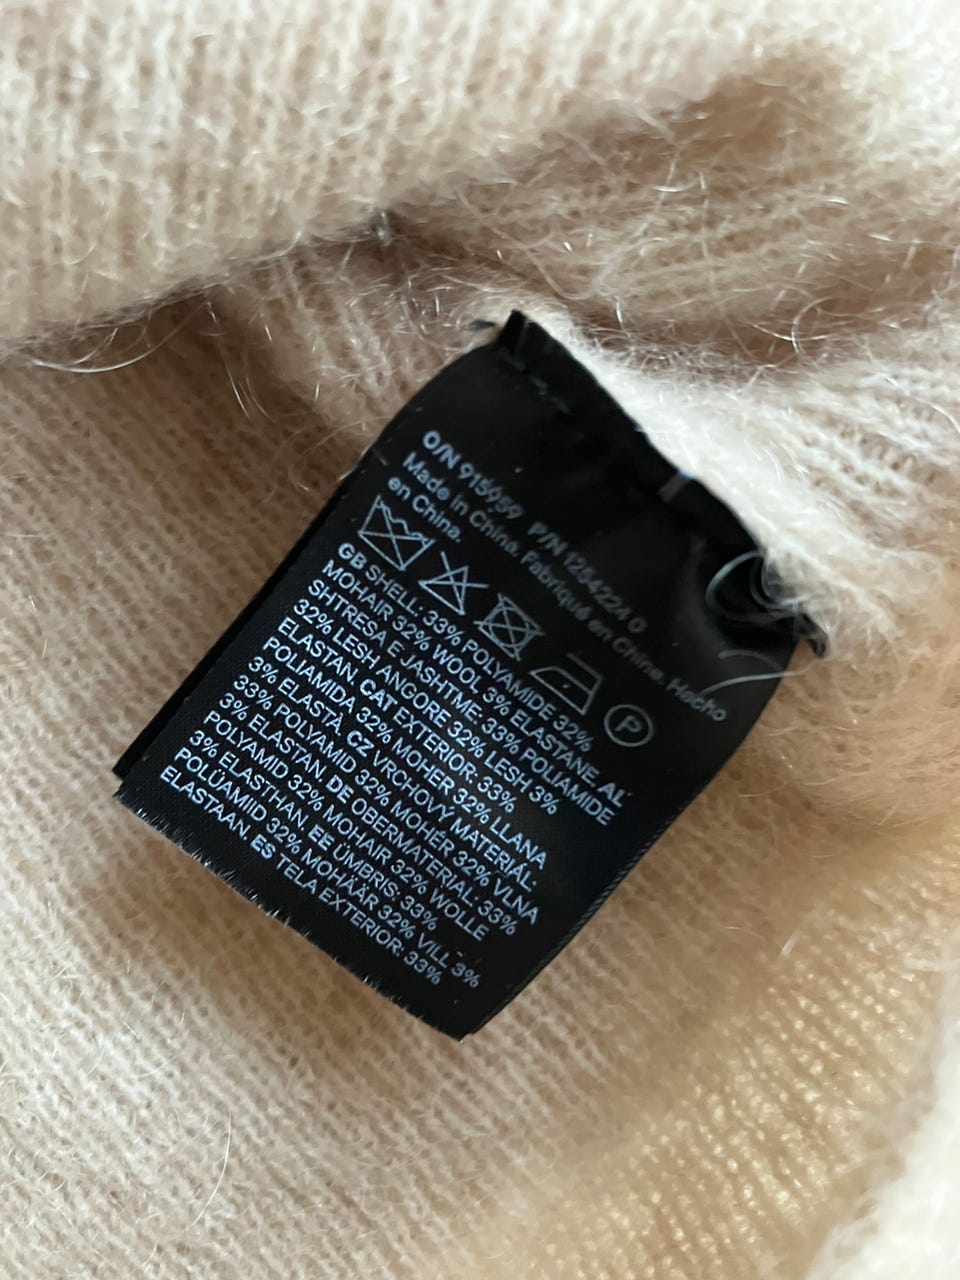 O/N 915959 P/N 1234224 0
Made in China. Fabriqué en China. Hecho
en China.
P
GB SHELL: 33% POLYAMIDE 32%
MOHAIR 32% WOOL 3% ELASTANE. AL
SHTRESA E JASHTME: 33% POLIAMIDE
32% LESH ANGORE 32% LESH 3%
ELASTAN CAT EXTERIOR: 33%
POLIAMIDA 32% MOHER 32% LLANA
3% ELASTÀ. CZ VRCHOVÝ MATERIÁL:
33% POLYAMID 32% MOHÉR 32% VLNA
3% ELASTAN. DE OBERMATERIAL: 33%
POLYAMID 32% MOHAIR 32% WOLLE
3% ELASTHAN. EE ÜMBRIS: 33%
POLÜAMIID 32% MOHÄÄR 32% VILL 3%
ELASTAAN. ES TELA EXTERIOR: 33%